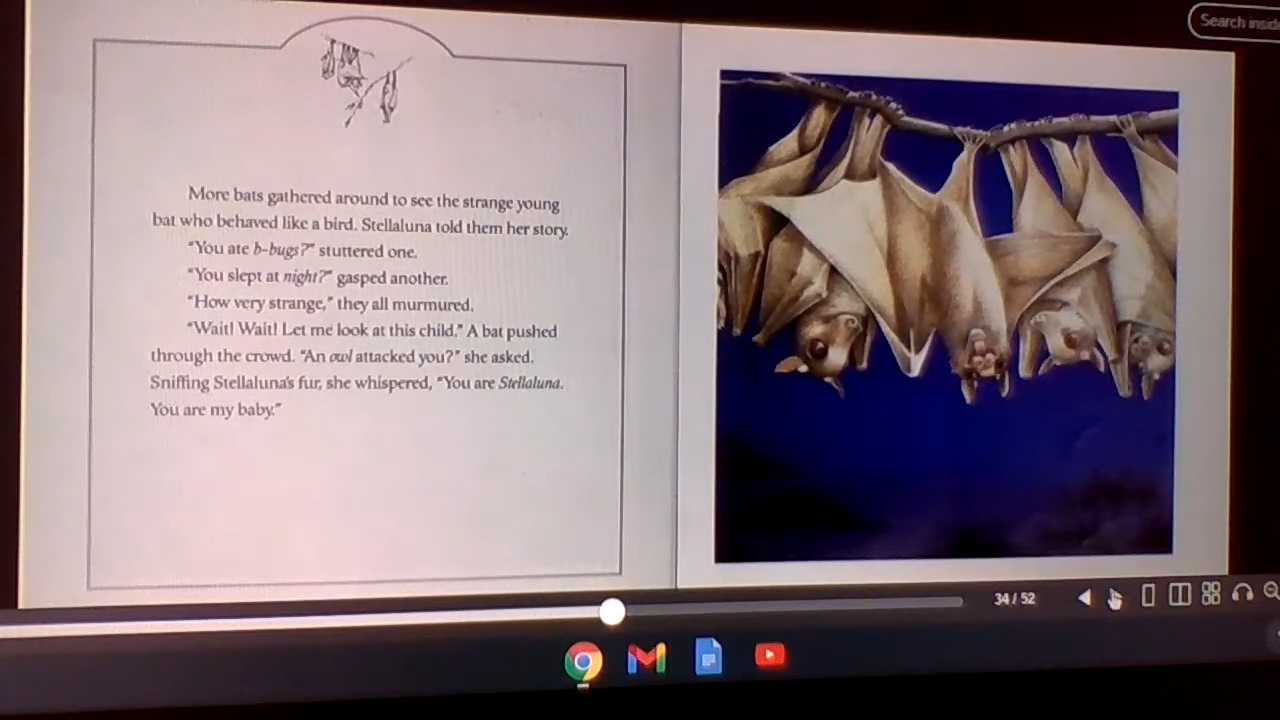 Search insid
More bats gathered around to see the strange young
bat who behaved like a bird. Stellaluna told them her story.
"You ate b-bugs?" stuttered one.
"You slept at night?" gasped another.
"How very strange," they all murmured.
"Wait! Wait! Let me look at this child." A bat pushed
through the crowd. "An owl attacked you?" she asked.
Sniffing Stellaluna's fur, she whispered, "You are Stellaluna.
You are my baby."
34 / 52